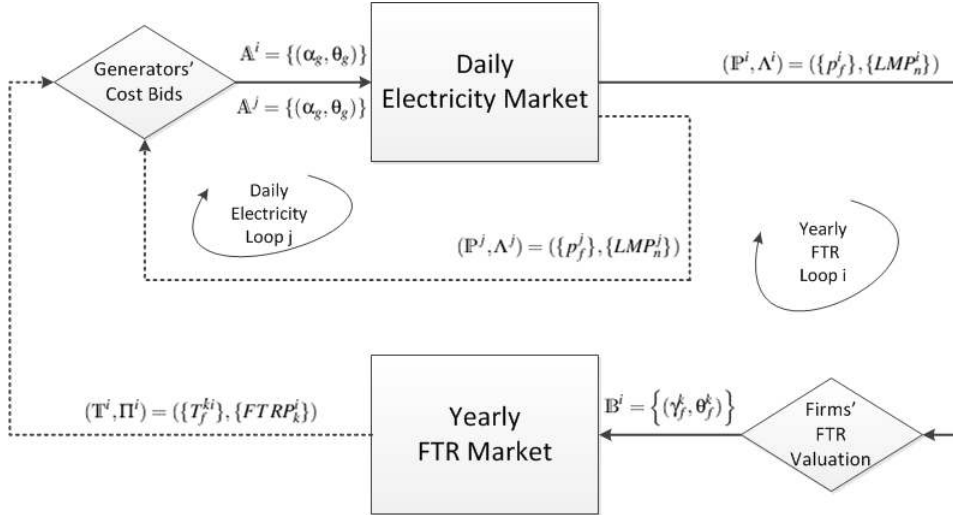 Generators'
Cost Bids
𝔸^i = {(α_g, θ_g)}
𝔸^j = {(α_g, θ_g)}
Daily
Electricity Market
(ℙ^i, Λ^i) = ({p_f^i}, {LMP_n^i})
Daily
Electricity
Loop j
(ℙ^j, Λ^j) = ({p_f^j}, {LMP_n^j})
Yearly
FTR
Loop i
(𝕋^i, Π^i) = ({T_f^{ki}}, {FTRP_k^i})
Yearly
FTR Market
𝔹^i = {(γ_f^k, θ_f^k)}
Firms'
FTR
Valuation